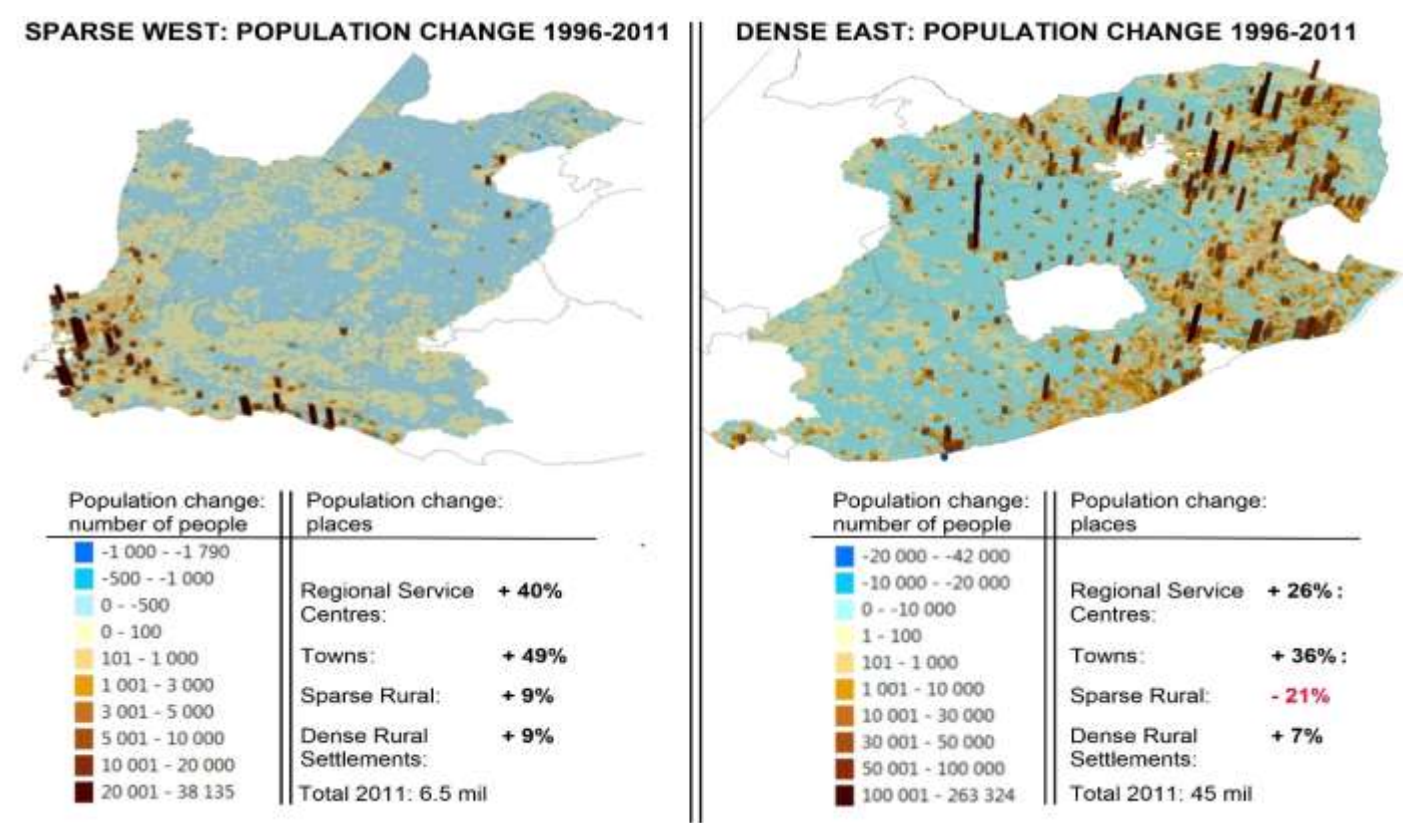 SPARSE WEST: POPULATION CHANGE 1996-2011
Population change:
number of people
-1 000 - -1 790
-500 - -1 000
0 - -500
0 - 100
101 - 1 000
1 001 - 3 000
3 001 - 5 000
5 001 - 10 000
10 001 - 20 000
20 001 - 38 135
Population change:
places
Regional Service + 40%
Centres:
Towns: + 49%
Sparse Rural: + 9%
Dense Rural + 9%
Settlements:
Total 2011: 6.5 mil
DENSE EAST: POPULATION CHANGE 1996-2011
Population change:
number of people
-20 000 - -42 000
-10 000 - -20 000
0 - -10 000
1 - 100
101 - 1 000
1 001 - 10 000
10 001 - 30 000
30 001 - 50 000
50 001 - 100 000
100 001 - 263 324
Population change:
places
Regional Service + 26% :
Centres:
Towns: + 36% :
Sparse Rural: - 21%
Dense Rural + 7%
Settlements:
Total 2011: 45 mil